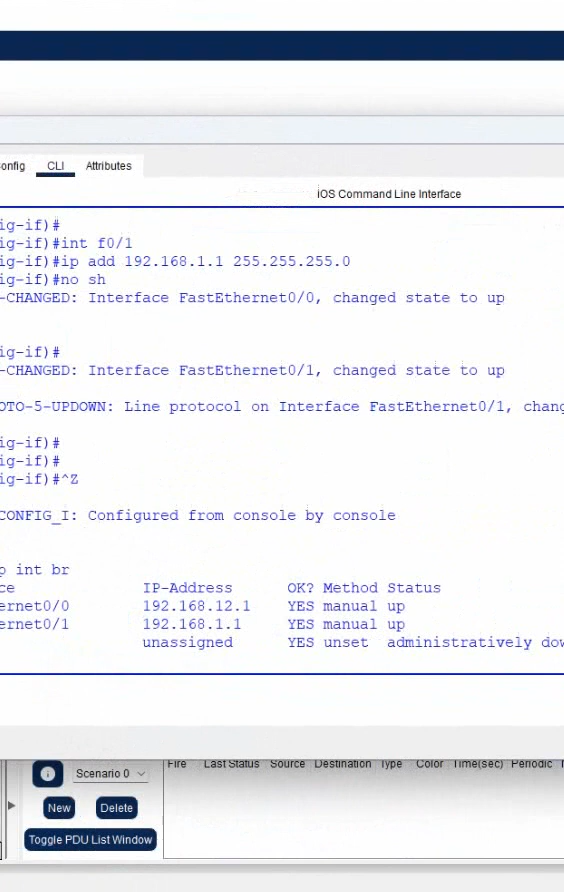 onfig CLI Attributes
iOS Command Line Interface
ig-if)#
ig-if)#int f0/1
ig-if)#ip add 192.168.1.1 255.255.255.0
ig-if)#no sh
-CHANGED: Interface FastEthernet0/0, changed state to up
ig-if)#
-CHANGED: Interface FastEthernet0/1, changed state to up
OTO-5-UPDOWN: Line protocol on Interface FastEthernet0/1, chang
ig-if)#
ig-if)#
ig-if)#^Z
CONFIG_I: Configured from console by console
p int br
ce IP-Address OK? Method Status
ernet0/0 192.168.12.1 YES manual up
ernet0/1 192.168.1.1 YES manual up
unassigned YES unset administratively dow
Fire Last Status Source Destination Type Color Time(sec) Periodic
Scenario 0
New Delete
Toggle PDU List Window